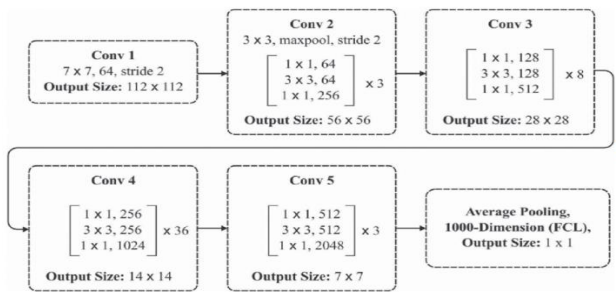 Conv 1
7 x 7, 64, stride 2
Output Size: 112 x 112
Conv 2
3 x 3, maxpool, stride 2
1 x 1, 64
3 x 3, 64
1 x 1, 256
x 3
Output Size: 56 x 56
Conv 3
1 x 1, 128
3 x 3, 128
1 x 1, 512
x 8
Output Size: 28 x 28
Conv 4
1 x 1, 256
3 x 3, 256
1 x 1, 1024
x 36
Output Size: 14 x 14
Conv 5
1 x 1, 512
3 x 3, 512
1 x 1, 2048
x 3
Output Size: 7 x 7
Average Pooling,
1000-Dimension (FCL),
Output Size: 1 x 1